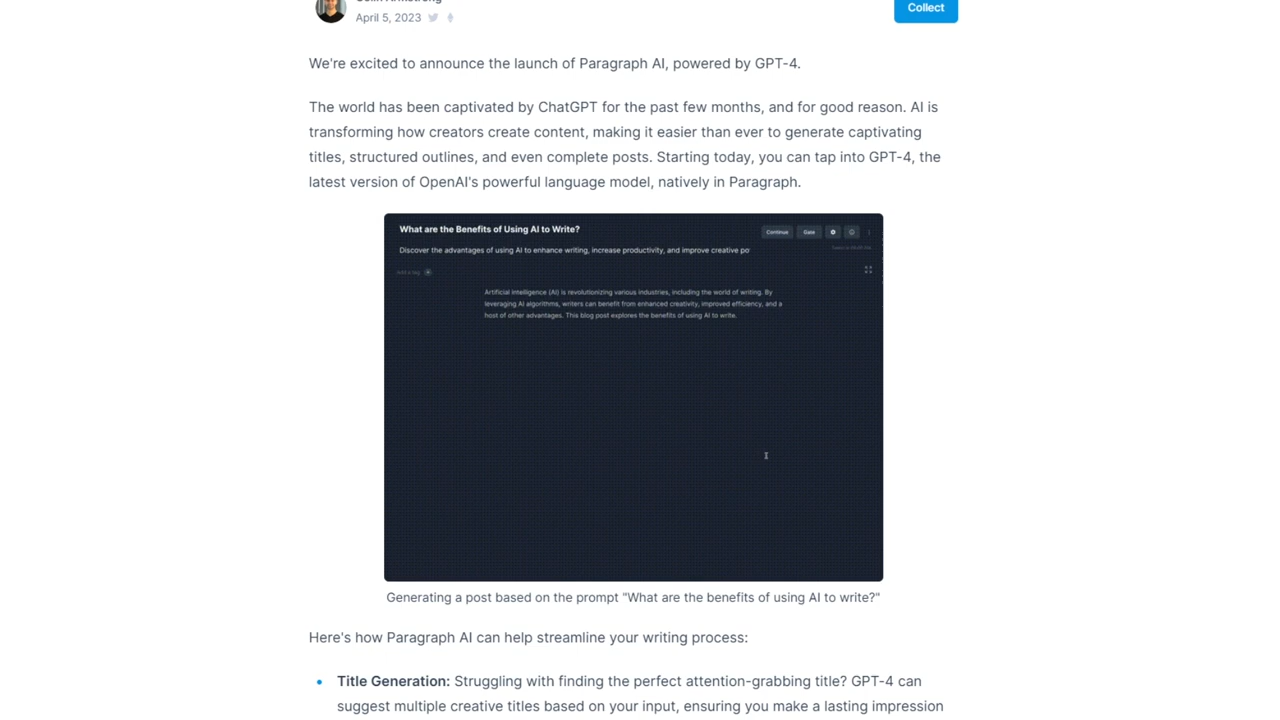 April 5, 2023
Collect
We're excited to announce the launch of Paragraph AI, powered by GPT-4.
The world has been captivated by ChatGPT for the past few months, and for good reason. AI is
transforming how creators create content, making it easier than ever to generate captivating
titles, structured outlines, and even complete posts. Starting today, you can tap into GPT-4, the
latest version of OpenAI's powerful language model, natively in Paragraph.
What are the Benefits of Using AI to Write?
Continue Gate
Discover the advantages of using AI to enhance writing, increase productivity, and improve creative po
Add a tag
Artificial intelligence (AI) is revolutionizing various industries, including the world of writing. By
leveraging AI algorithms, writers can benefit from enhanced creativity, improved efficiency, and a
host of other advantages. This blog post explores the benefits of using AI to write.
Generating a post based on the prompt "What are the benefits of using AI to write?"
Here's how Paragraph AI can help streamline your writing process:
• Title Generation: Struggling with finding the perfect attention-grabbing title? GPT-4 can
suggest multiple creative titles based on your input, ensuring you make a lasting impression